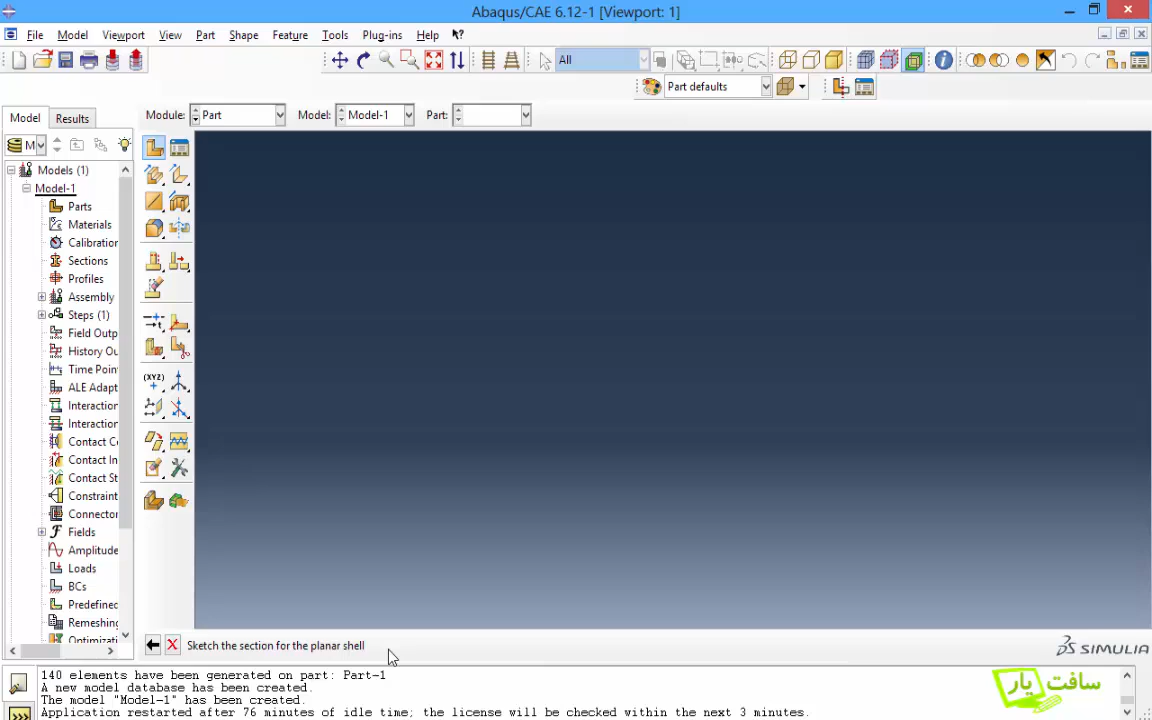 Abaqus/CAE 6.12-1 [Viewport: 1]
File Model Viewport View Part Shape Feature Tools Plug-ins Help
All
Part defaults
Model Results Module: Part Model: Model-1 Part:
M
Models (1)
Model-1
Parts
Materials
(XYZ)
Calibration
Sections
Profiles
Assembly
Steps (1)
Field Outp
History Ou
Time Poin
ALE Adapt
Interaction
Interaction
Contact Co
Contact In
Contact St
Constraint
Connector
Fields
Amplitude
Loads
BCs
Predefined
Remeshing
Optimizati
Sketch the section for the planar shell
SIMULIA
140 elements have been generated on part: Part-1
A new model database has been created.
The model "Model-1" has been created.
Application restarted after 76 minutes of idle time; the license will be checked within the next 3 minutes.
سافت یار